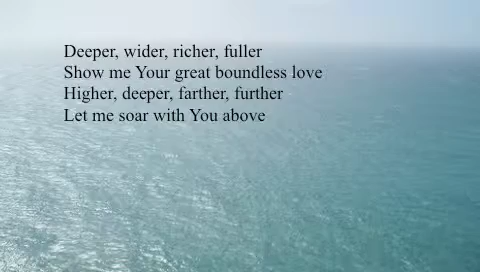 Deeper, wider, richer, fuller
Show me Your great boundless love
Higher, deeper, farther, further
Let me soar with You above